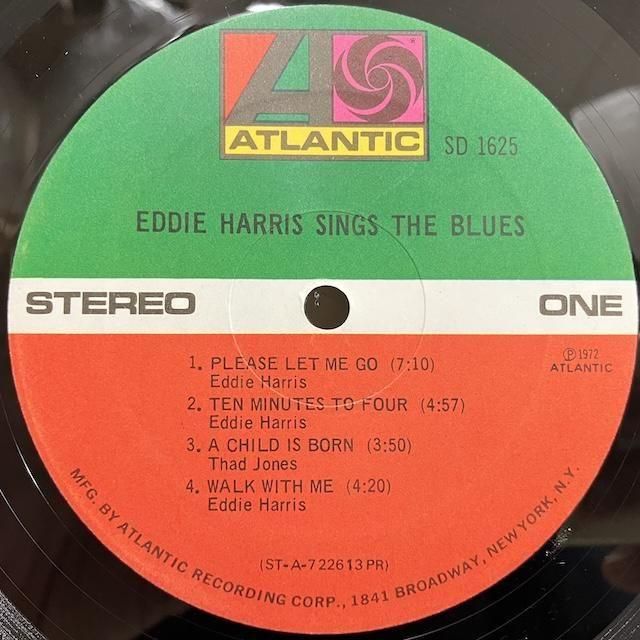 ATLANTIC
SD 1625
EDDIE HARRIS SINGS THE BLUES
STEREO
ONE
1. PLEASE LET ME GO (7:10)
Eddie Harris
2. TEN MINUTES TO FOUR (4:57)
Eddie Harris
3. A CHILD IS BORN (3:50)
Thad Jones
4. WALK WITH ME (4:20)
Eddie Harris
℗ 1972
ATLANTIC
(ST-A-722613 PR)
MFG. BY ATLANTIC RECORDING CORP., 1841 BROADWAY, NEW YORK, N.Y.